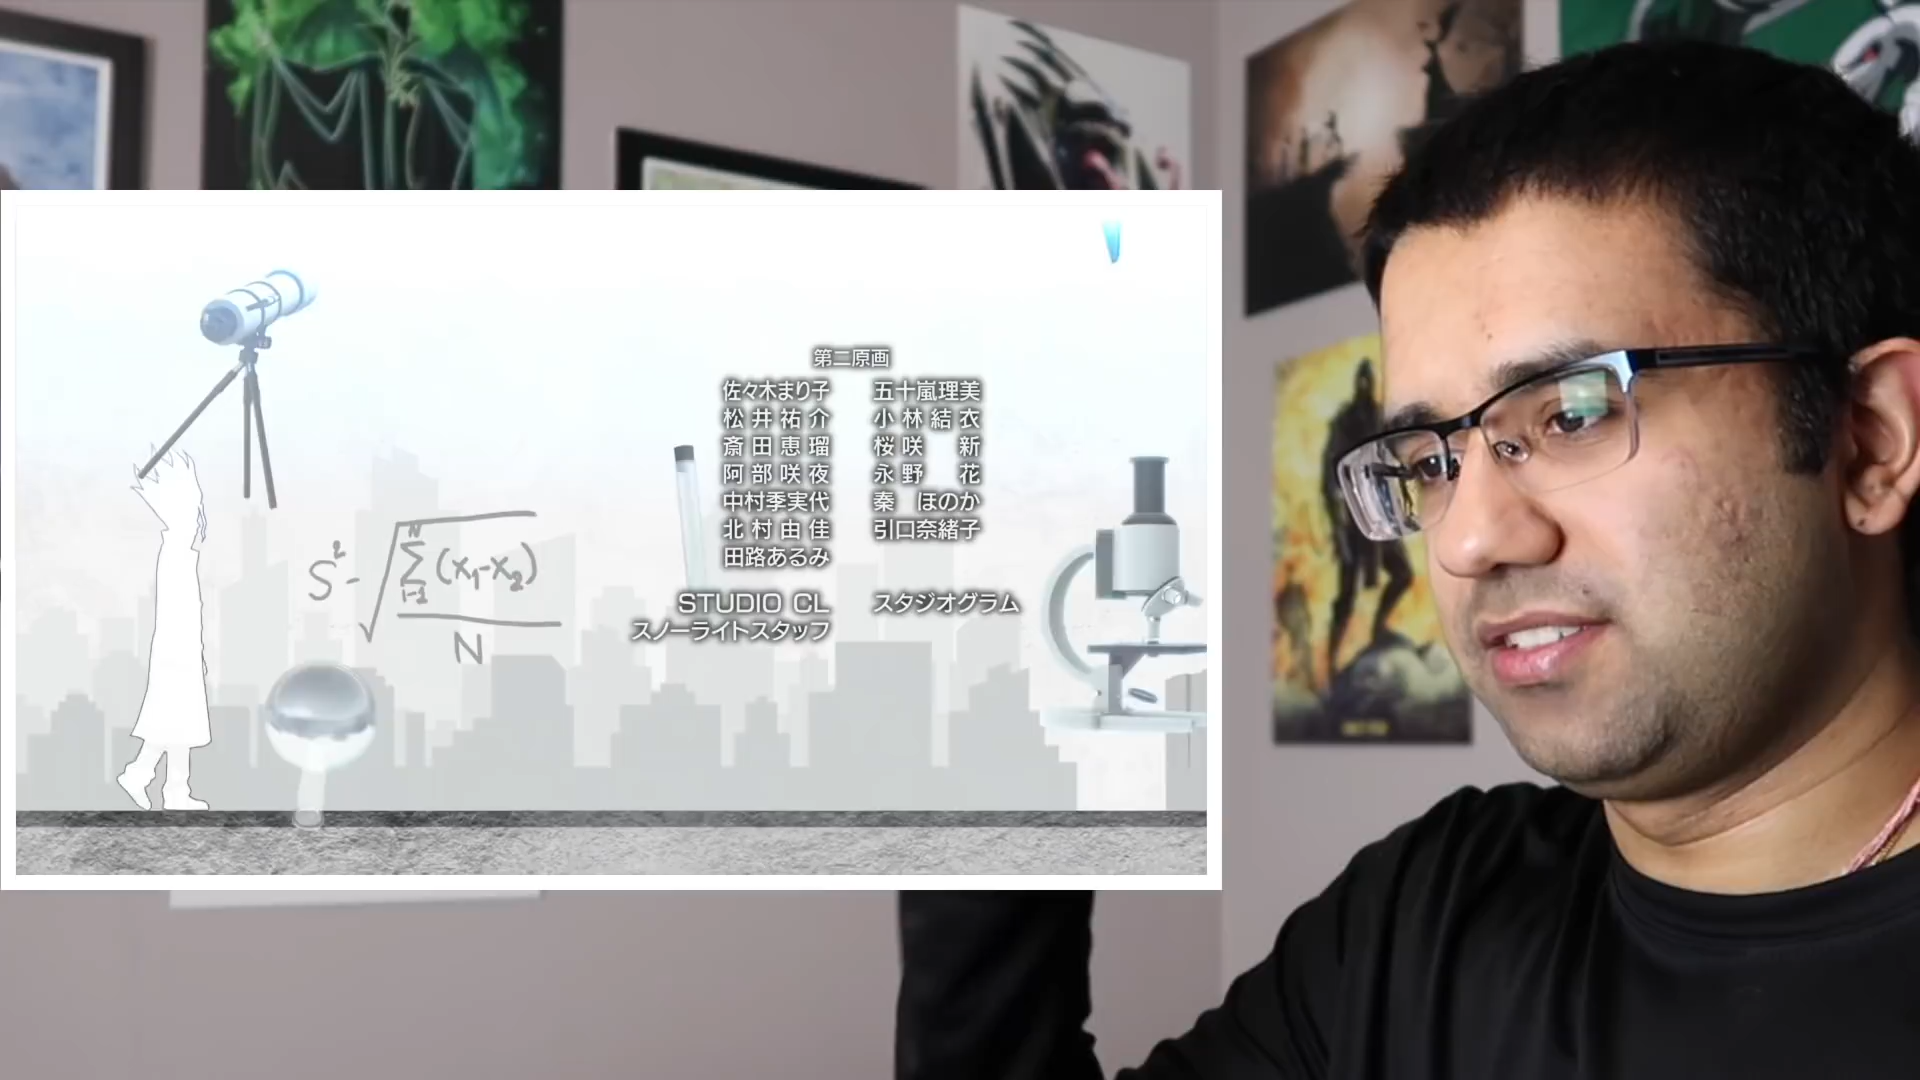 第二原画
佐々木まり子 五十嵐理美
松井祐介 小林結衣
斎田恵瑠 桜咲 新
阿部咲夜 永野 花
中村季実代 秦 ほのか
北村由佳 引口奈緒子
田路あるみ
STUDIO CL スタジオグラム
スノーライトスタッフ
S²-√(Σ(x₁-x₂)
N i-1
N